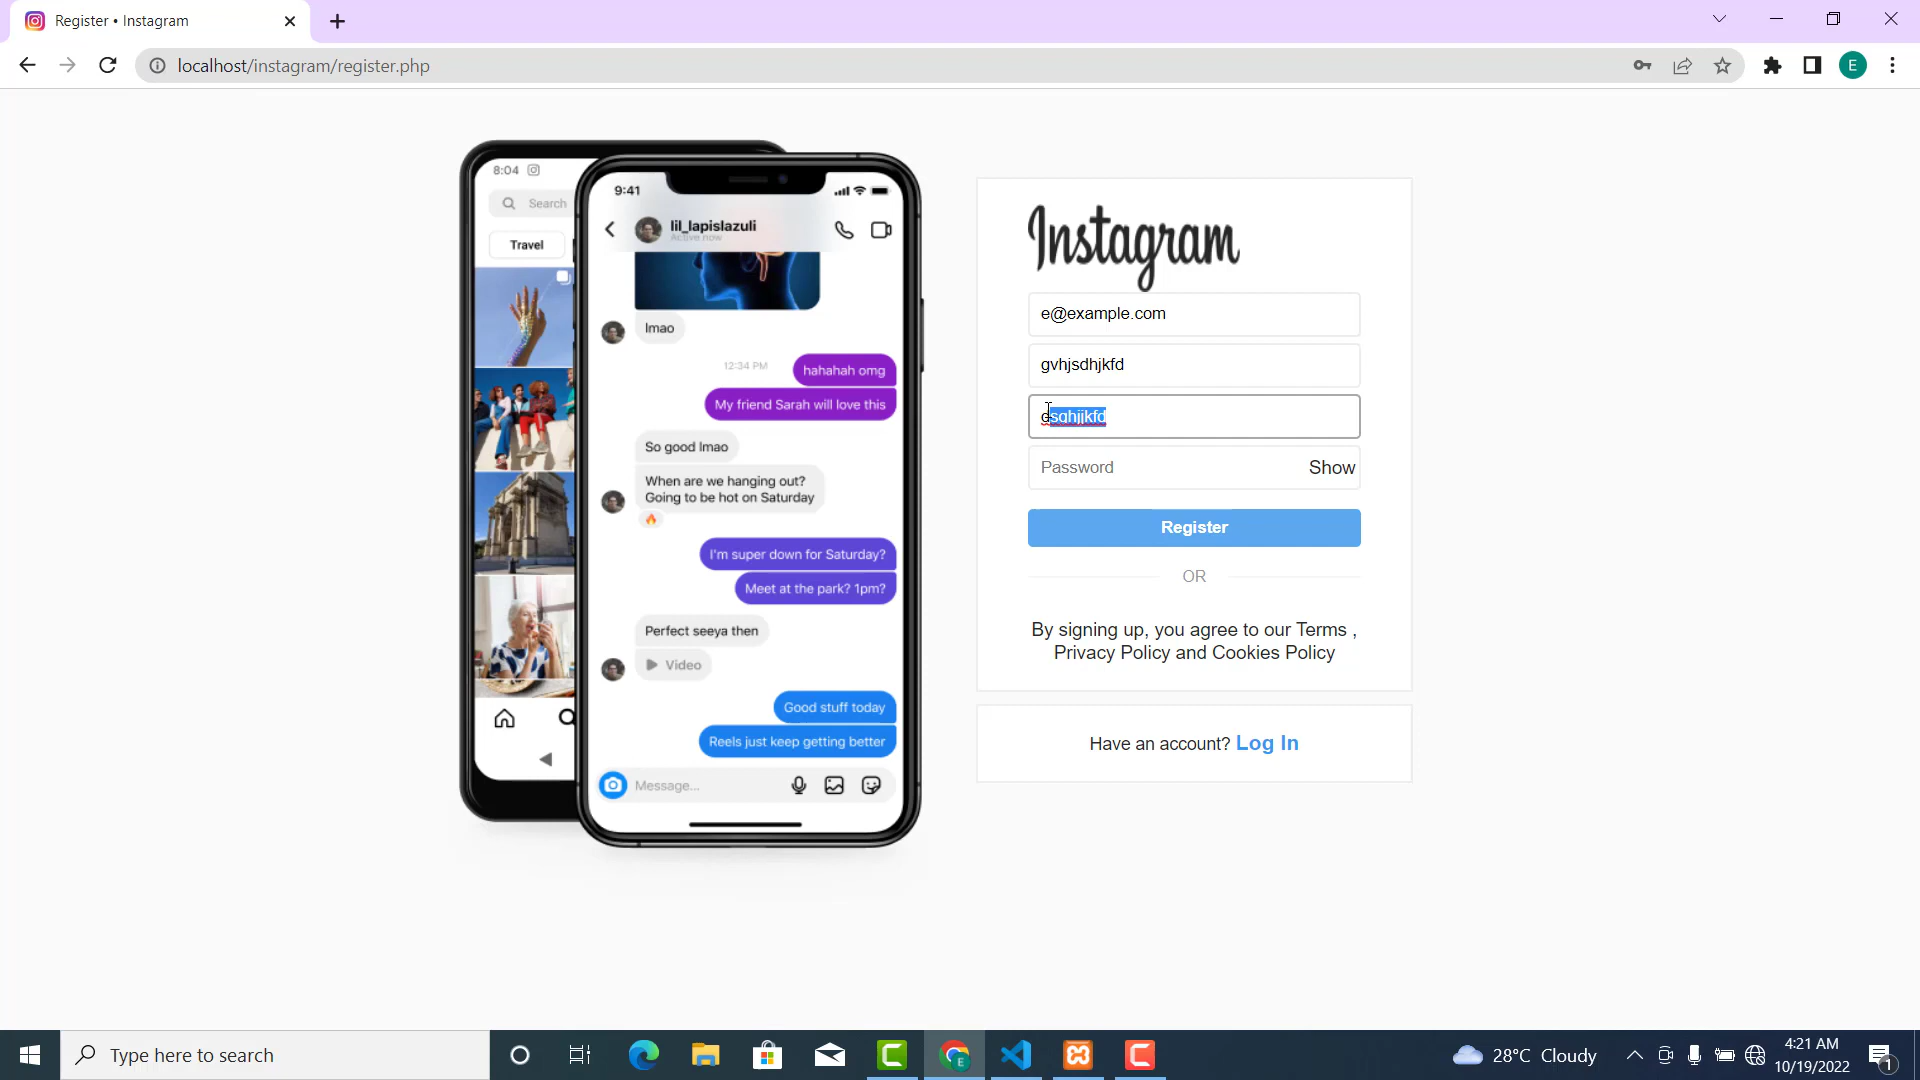 Register • Instagram
localhost/instagram/register.php
E
8:04
Search
Travel
9:41
lil_lapislazuli
Active now
lmao
12:34 PM
hahahah omg
My friend Sarah will love this
So good lmao
When are we hanging out?
Going to be hot on Saturday
I'm super down for Saturday?
Meet at the park? 1pm?
Perfect seeya then
Video
Good stuff today
Reels just keep getting better
Message...
Instagram
e@example.com
gvhjsdhjkfd
Password
Show
Register
OR
By signing up, you agree to our Terms ,
Privacy Policy and Cookies Policy
Have an account? Log In
Type here to search
E
28°C Cloudy
4:21 AM
10/19/2022
1